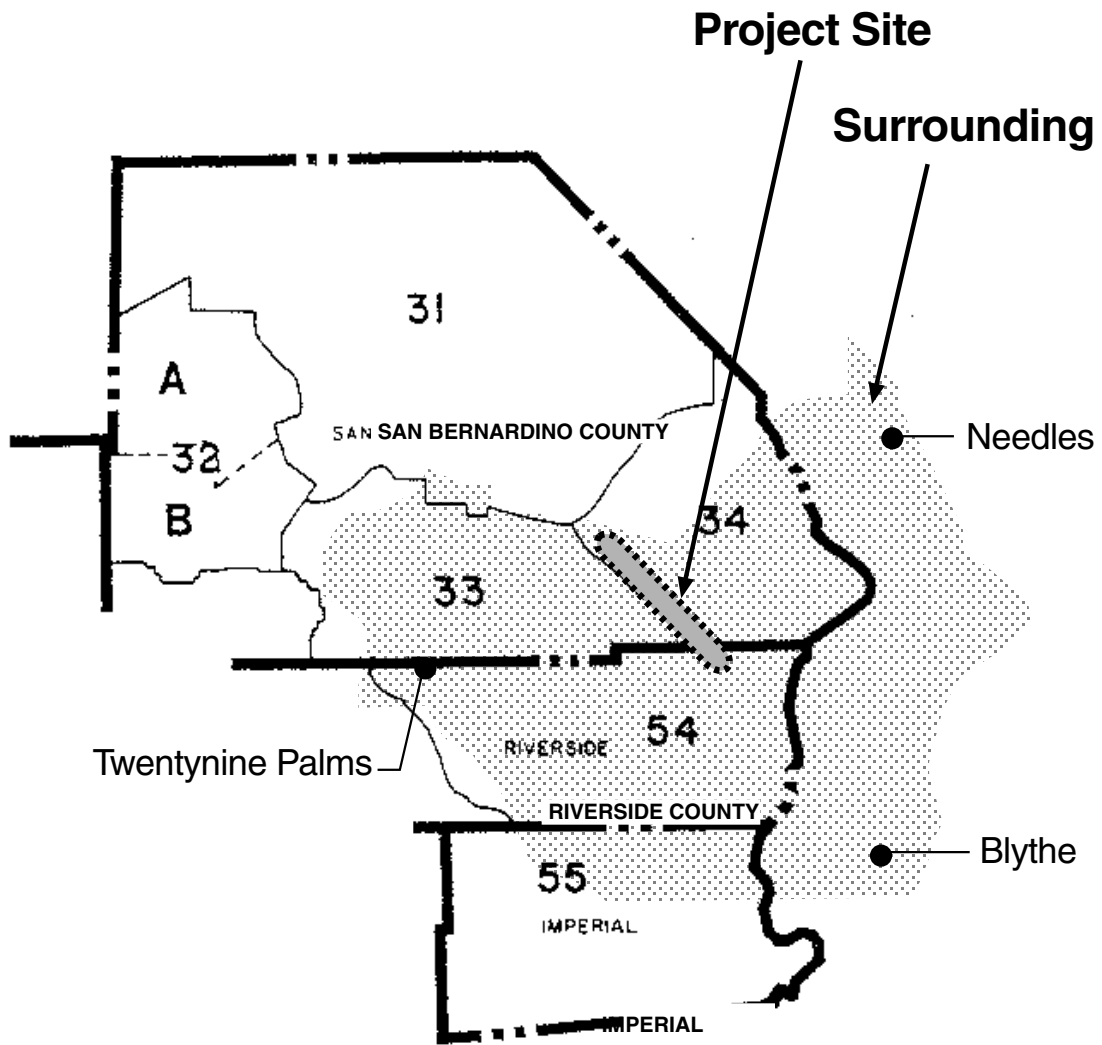 Project Site
Surrounding
31
A
SAN SAN BERNARDINO COUNTY
Needles
32
B
34
33
54
RIVERSIDE
Twentynine Palms
RIVERSIDE COUNTY
Blythe
55
IMPERIAL
IMPERIAL